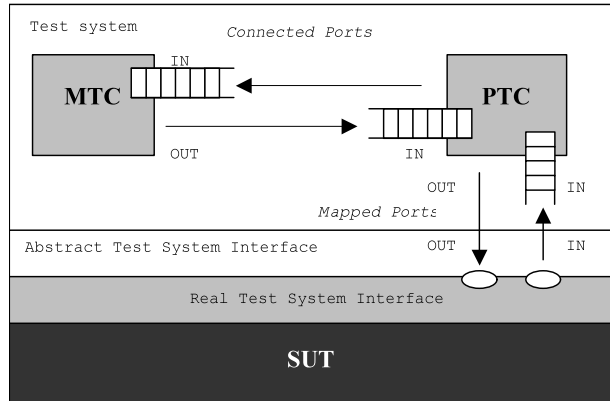 Test system
Connected Ports
IN
MTC
PTC
OUT
IN
OUT
IN
Mapped Ports
Abstract Test System Interface
OUT
IN
Real Test System Interface
SUT